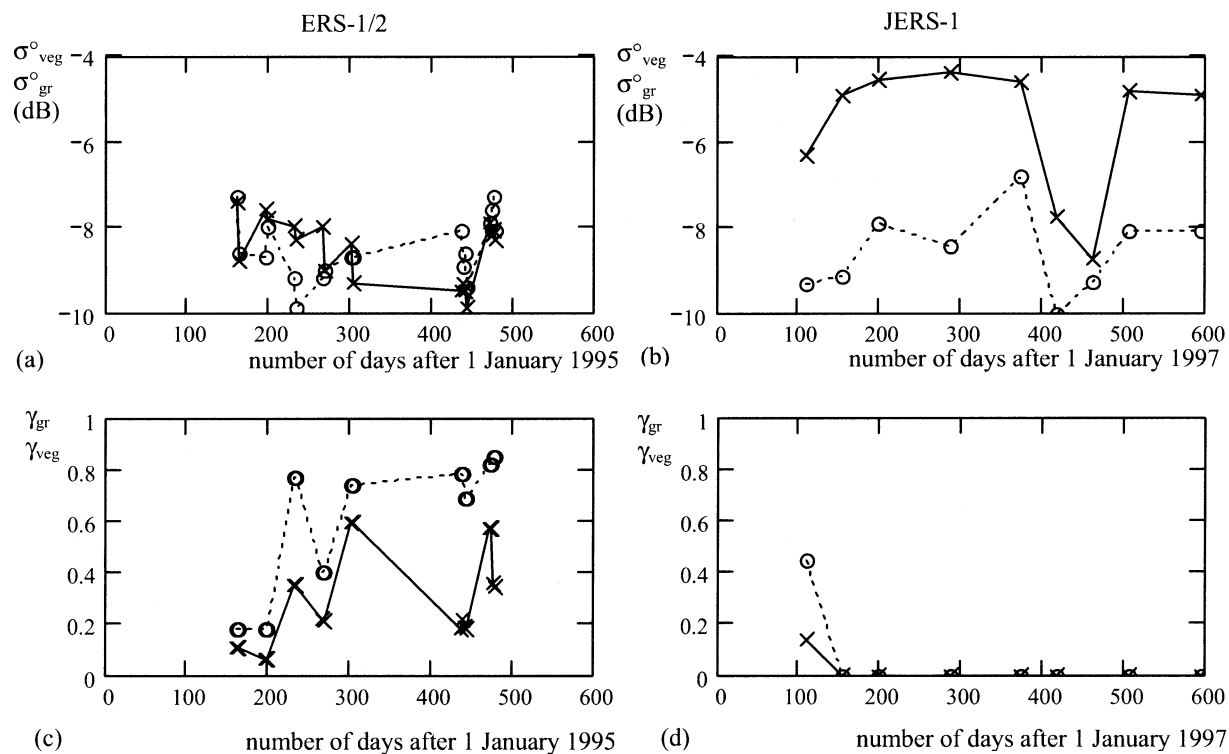 ERS-1/2
JERS-1
σ°veg
σ°gr
(dB)
−4
−6
−8
−10
0 100 200 300 400 500 600
(a)
number of days after 1 January 1995
σ°veg
σ°gr
(dB)
−4
−6
−8
−10
0 100 200 300 400 500 600
(b)
number of days after 1 January 1997
γgr
γveg
1
0.8
0.6
0.4
0.2
0
0 100 200 300 400 500 600
(c)
number of days after 1 January 1995
γgr
γveg
1
0.8
0.6
0.4
0.2
0
0 100 200 300 400 500 600
(d)
number of days after 1 January 1997